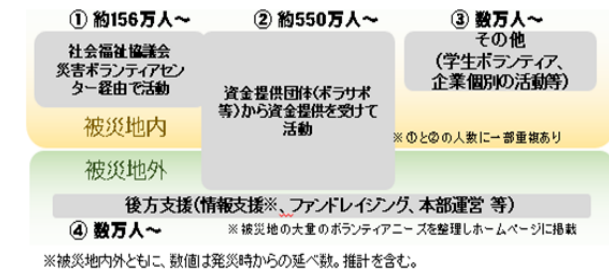 ① 約156万人～
② 約550万人～
③ 数万人～
社会福祉協議会
災害ボランティアセン
ター経由で活動
資金提供団体(ボラサポ
等)から資金提供を受けて
活動
その他
(学生ボランティア、
企業個別の活動等)
被災地内
※①と②の人数に一部重複あり
被災地外
後方支援(情報支援※、ファンドレイジング、本部運営 等)
④ 数万人～
※被災地の大量のボランティアニーズを整理しホームページに掲載
※被災地内外ともに、数値は発災時からの延べ数。推計を含む。